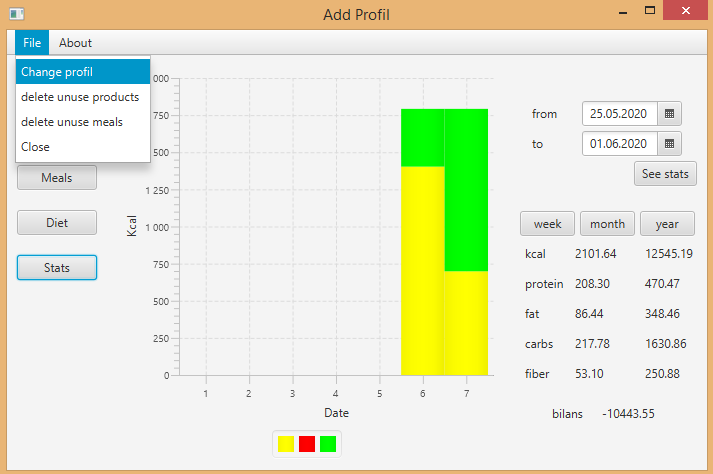 Add Profil
File About
Change profil
delete unuse products
delete unuse meals
Close
Meals
Diet
Stats
Kcal
000
750
500
1 250
1 000
750
500
250
0
1 2 3 4 5 6 7
Date
from 25.05.2020
to 01.06.2020
See stats
week month year
kcal 2101.64 12545.19
protein 208.30 470.47
fat 86.44 348.46
carbs 217.78 1630.86
fiber 53.10 250.88
bilans -10443.55